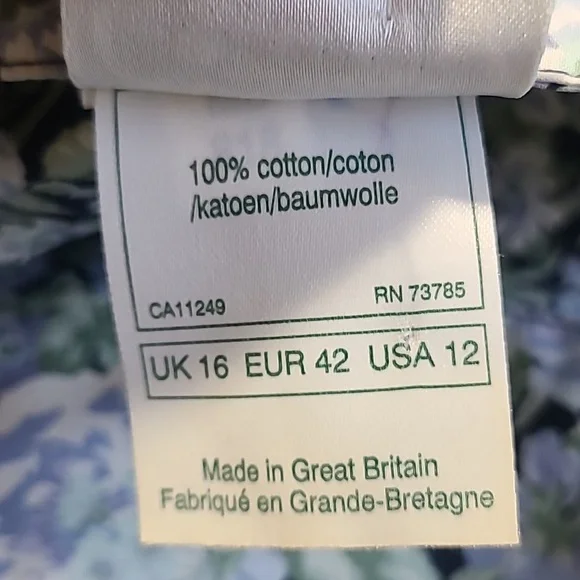 100% cotton/coton
/katoen/baumwolle
CA11249 RN 73785
UK 16 EUR 42 USA 12
Made in Great Britain
Fabriqué en Grande-Bretagne